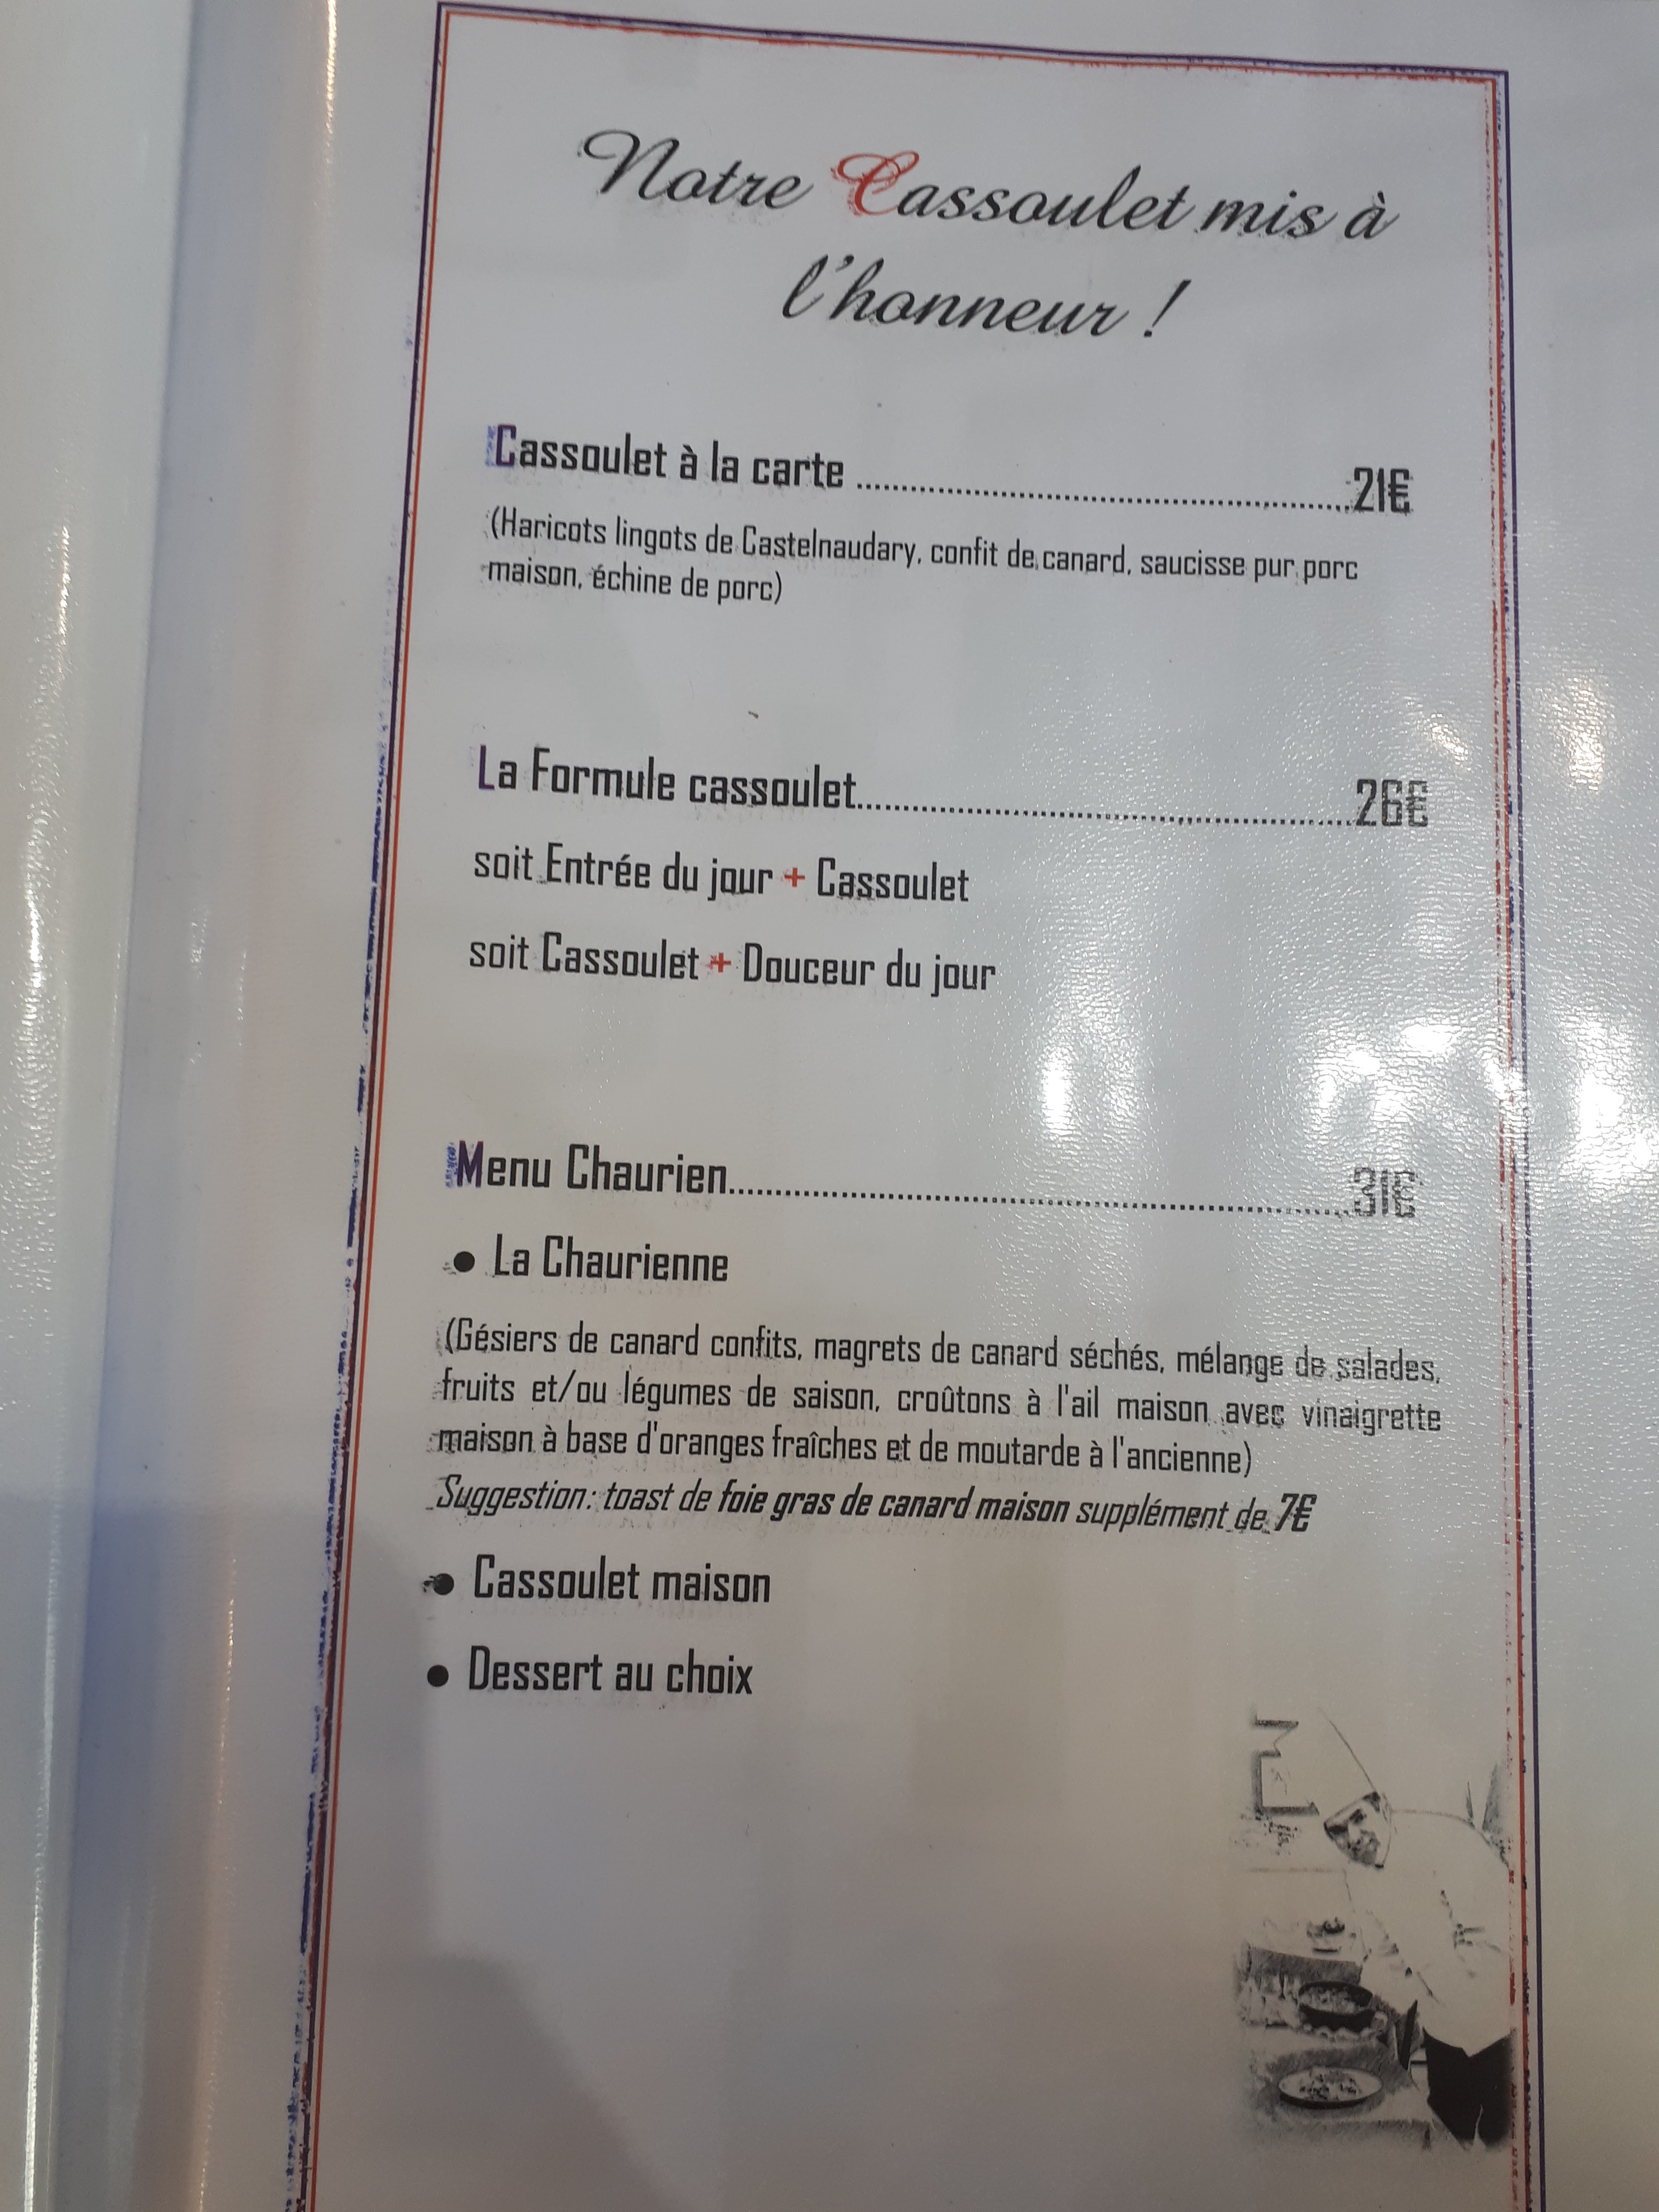 Notre Cassoulet mis à
l'honneur !
Cassoulet à la carte ........................................................21€
(Haricots lingots de Castelnaudary, confit de canard, saucisse pur porc
maison, échine de porc)
La Formule cassoulet........................................................26€
soit Entrée du jour + Cassoulet
soit Cassoulet + Douceur du jour
Menu Chaurien........................................................31€
● La Chaurienne
(Gésiers de canard confits, magrets de canard séchés, mélange de salades,
fruits et/ou légumes de saison, croûtons à l'ail maison avec vinaigrette
maison à base d'oranges fraîches et de moutarde à l'ancienne)
Suggestion: toast de foie gras de canard maison supplément de 7€
● Cassoulet maison
● Dessert au choix